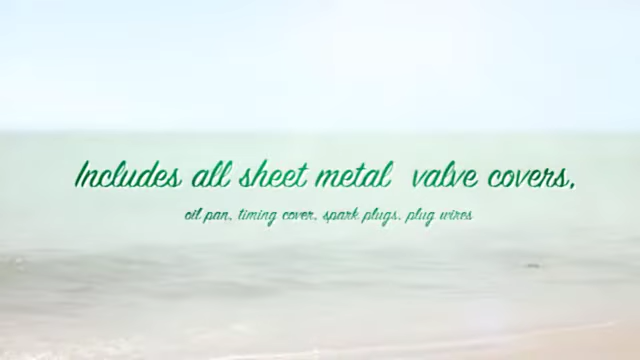 Includes all sheet metal  valve covers,
oil pan, timing cover, spark plugs, plug wires